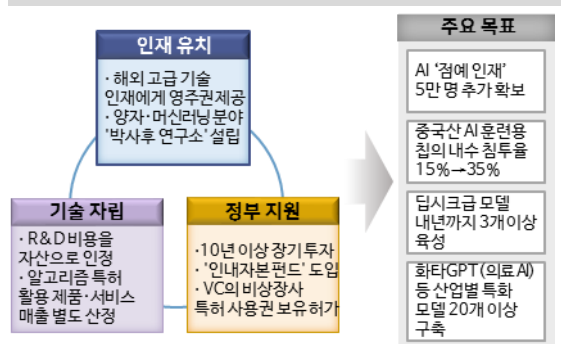 인재 유치
· 해외 고급 기술
인재에게 영주권 제공
· 양자·머신러닝 분야
'박사후 연구소' 설립
기술 자립
· R&D 비용을
자산으로 인정
· 알고리즘 특허
활용 제품·서비스
매출 별도 산정
정부 지원
· 10년 이상 장기 투자
· '인내자본펀드' 도입
· VC의 비상장사
특허 사용권 보유 허가
주요 목표
AI '점예 인재'
5만 명 추가 확보
중국산 AI 훈련용
칩의 내수 침투율
15%→35%
딥시크급 모델
내년까지 3개 이상
육성
화타GPT (의료 AI)
등 산업별 특화
모델 20개 이상
구축